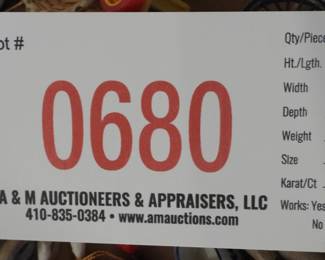 ot #
0680
A & M AUCTIONEERS & APPRAISERS, LLC
410-835-0384 • www.amauctions.com
Qty/Piece
Ht./Lgth.
Width
Depth
Weight
Size
Karat/Ct
Works: Yes
No